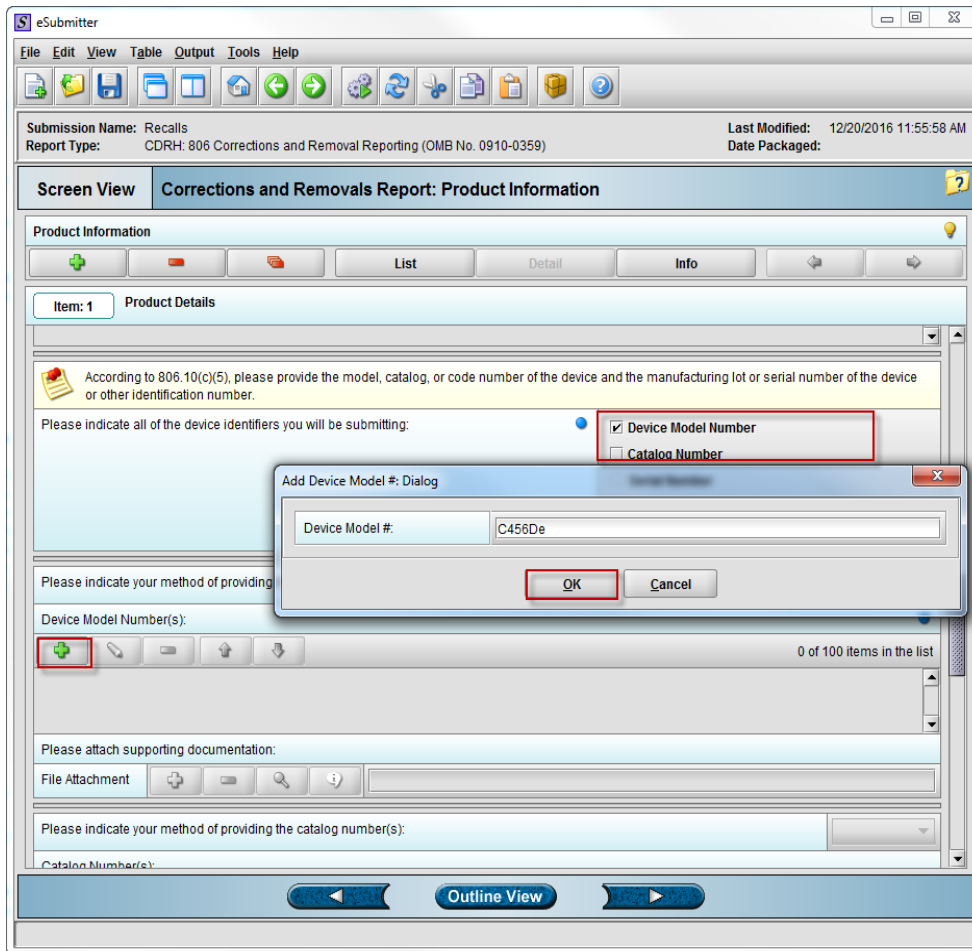 eSubmitter
File Edit View Table Output Tools Help
Submission Name: Recalls Last Modified: 12/20/2016 11:55:58 AM
Report Type: CDRH: 806 Corrections and Removal Reporting (OMB No. 0910-0359) Date Packaged:
Screen View Corrections and Removals Report: Product Information
Product Information
List Detail Info
Item: 1 Product Details
According to 806.10(c)(5), please provide the model, catalog, or code number of the device and the manufacturing lot or serial number of the device
or other identification number.
Please indicate all of the device identifiers you will be submitting: Device Model Number
Catalog Number
Serial Number
Add Device Model #: Dialog
Device Model #: C456De
OK Cancel
Please indicate your method of providing
Device Model Number(s):
0 of 100 items in the list
Please attach supporting documentation:
File Attachment
Please indicate your method of providing the catalog number(s):
Catalog Number(s):
Outline View